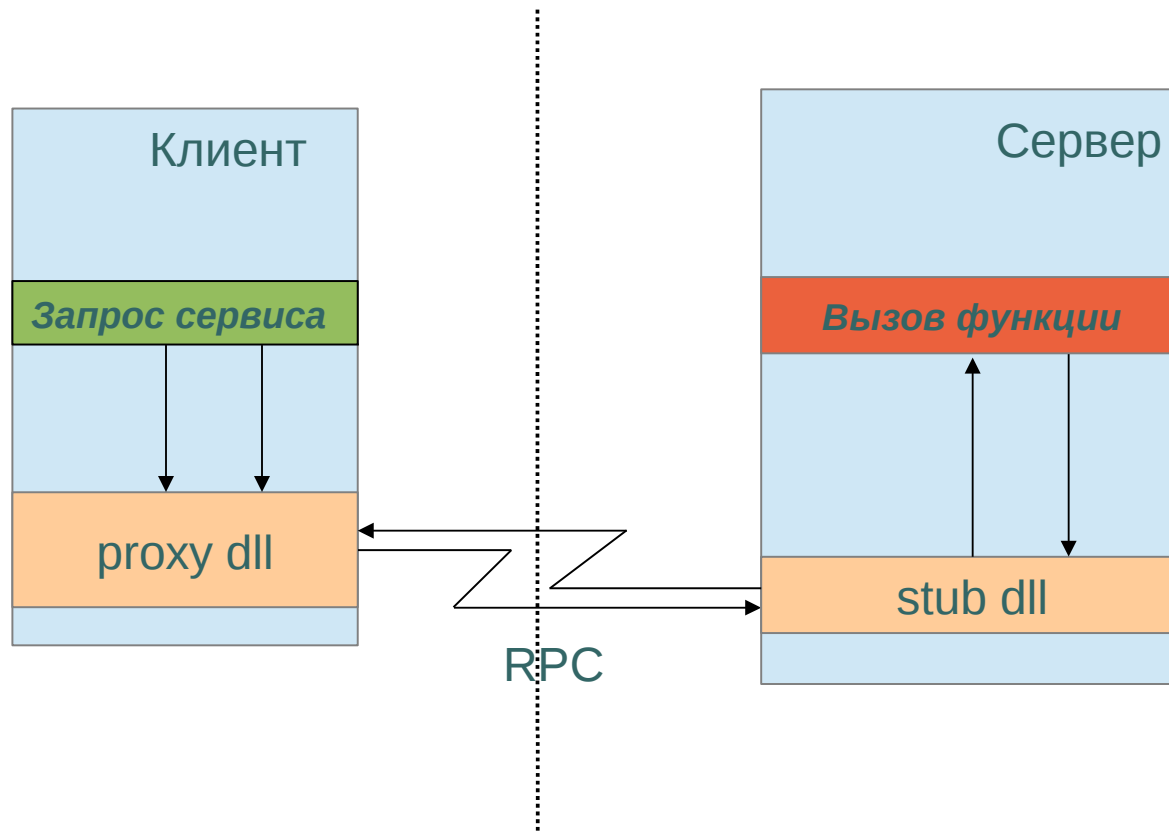 Клиент
Сервер
Запрос сервиса
Вызов функции
proxy dll
stub dll
RPC